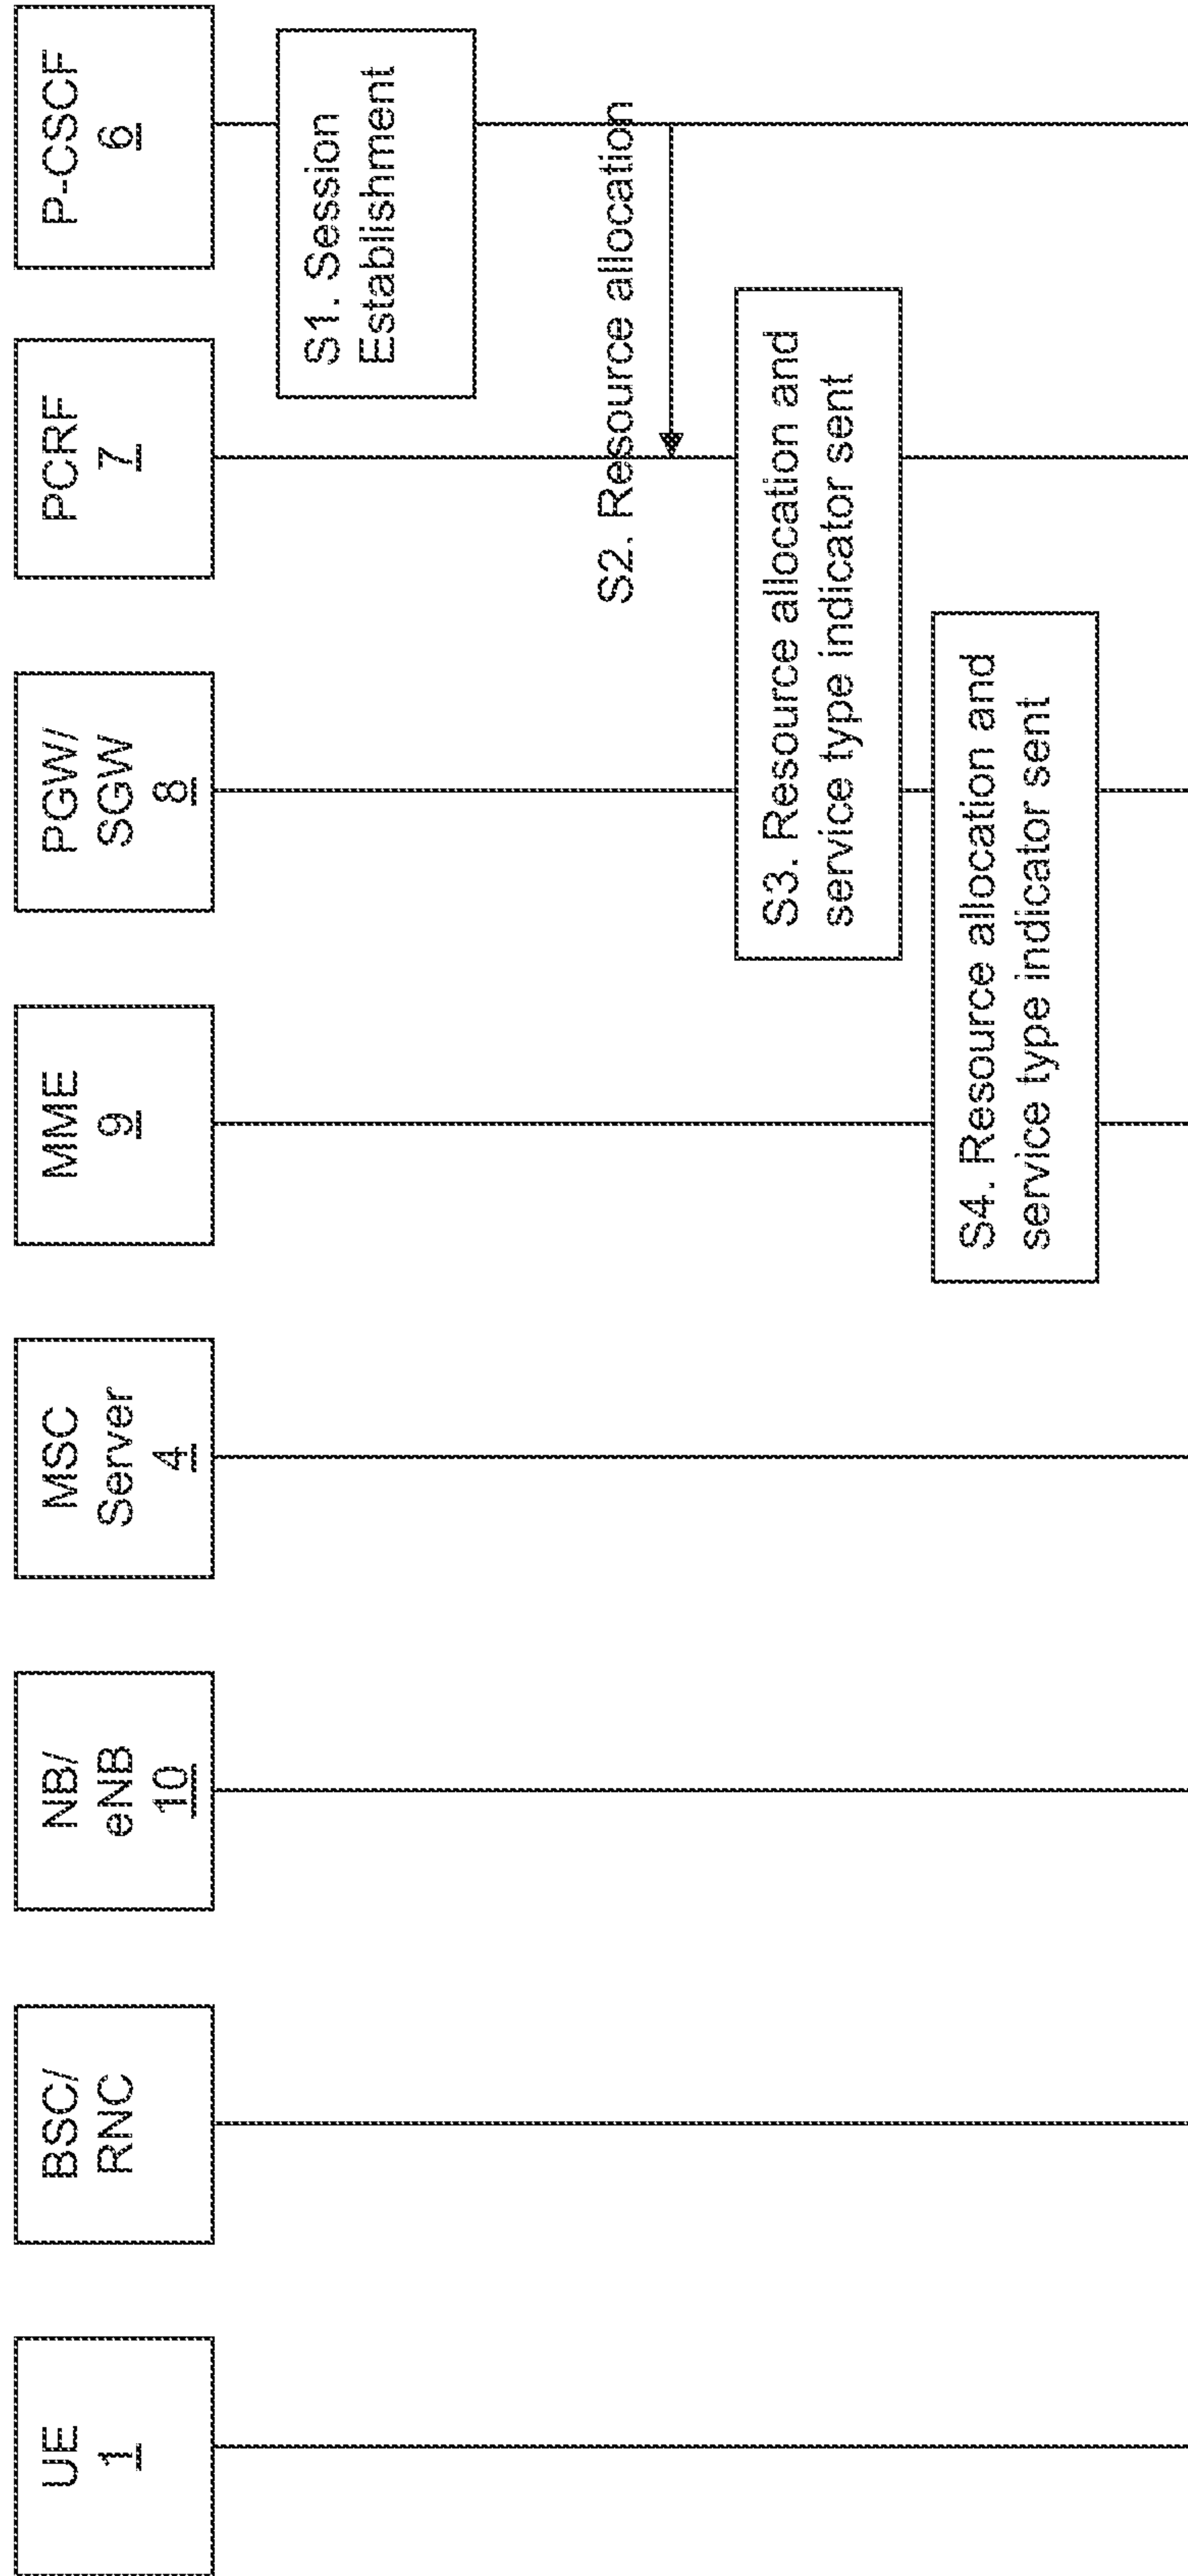 UE
1
BSC/
RNC
NB/
eNB
10
MSC
Server
4
MME
9
PGW/
SGW
8
PCRF
7
P-CSCF
6
S1. Session
Establishment
S2. Resource allocation
S3. Resource allocation and
service type indicator sent
S4. Resource allocation and
service type indicator sent